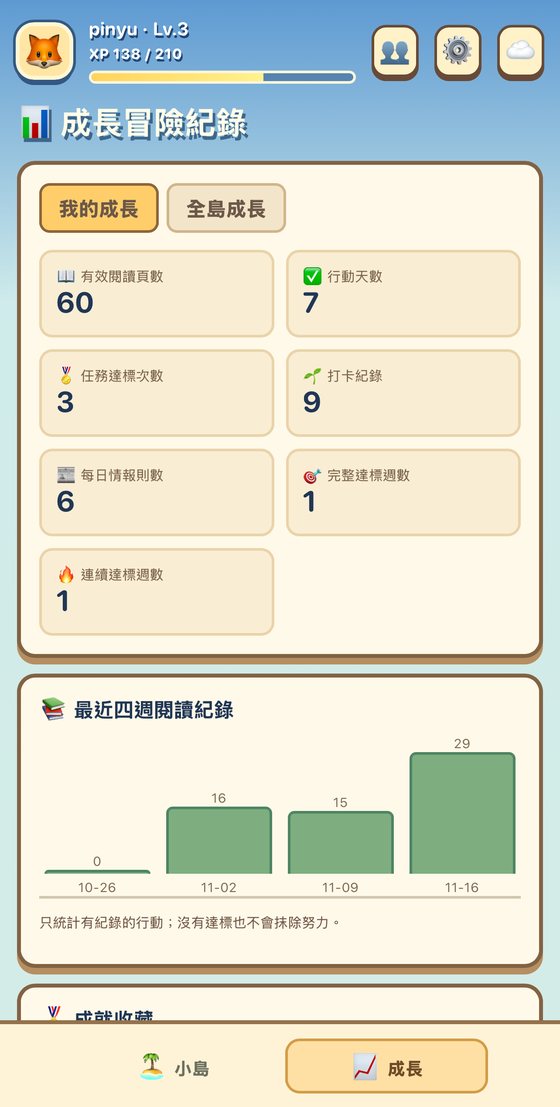 pinyu · Lv.3
XP 138 / 210
成長冒險紀錄
我的成長
全島成長
有效閱讀頁數
60
行動天數
7
任務達標次數
3
打卡紀錄
9
每日情報則數
6
完整達標週數
1
連續達標週數
1
最近四週閱讀紀錄
0
16
15
29
10-26
11-02
11-09
11-16
只統計有紀錄的行動；沒有達標也不會抹除努力。
成就收藏
小島
成長